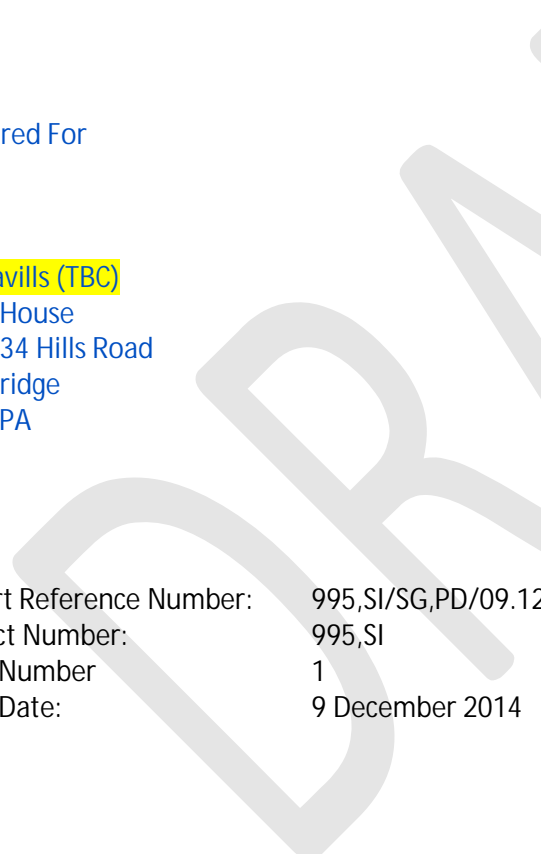 red For
avills (TBC)
House
34 Hills Road
ridge
PA
rt Reference Number: 995,SI/SG,PD/09.12
ct Number: 995,SI
Number 1
Date: 9 December 2014
DRA